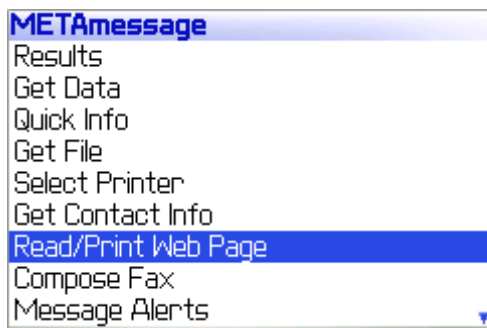 METAmessage
Results
Get Data
Quick Info
Get File
Select Printer
Get Contact Info
Read/Print Web Page
Compose Fax
Message Alerts